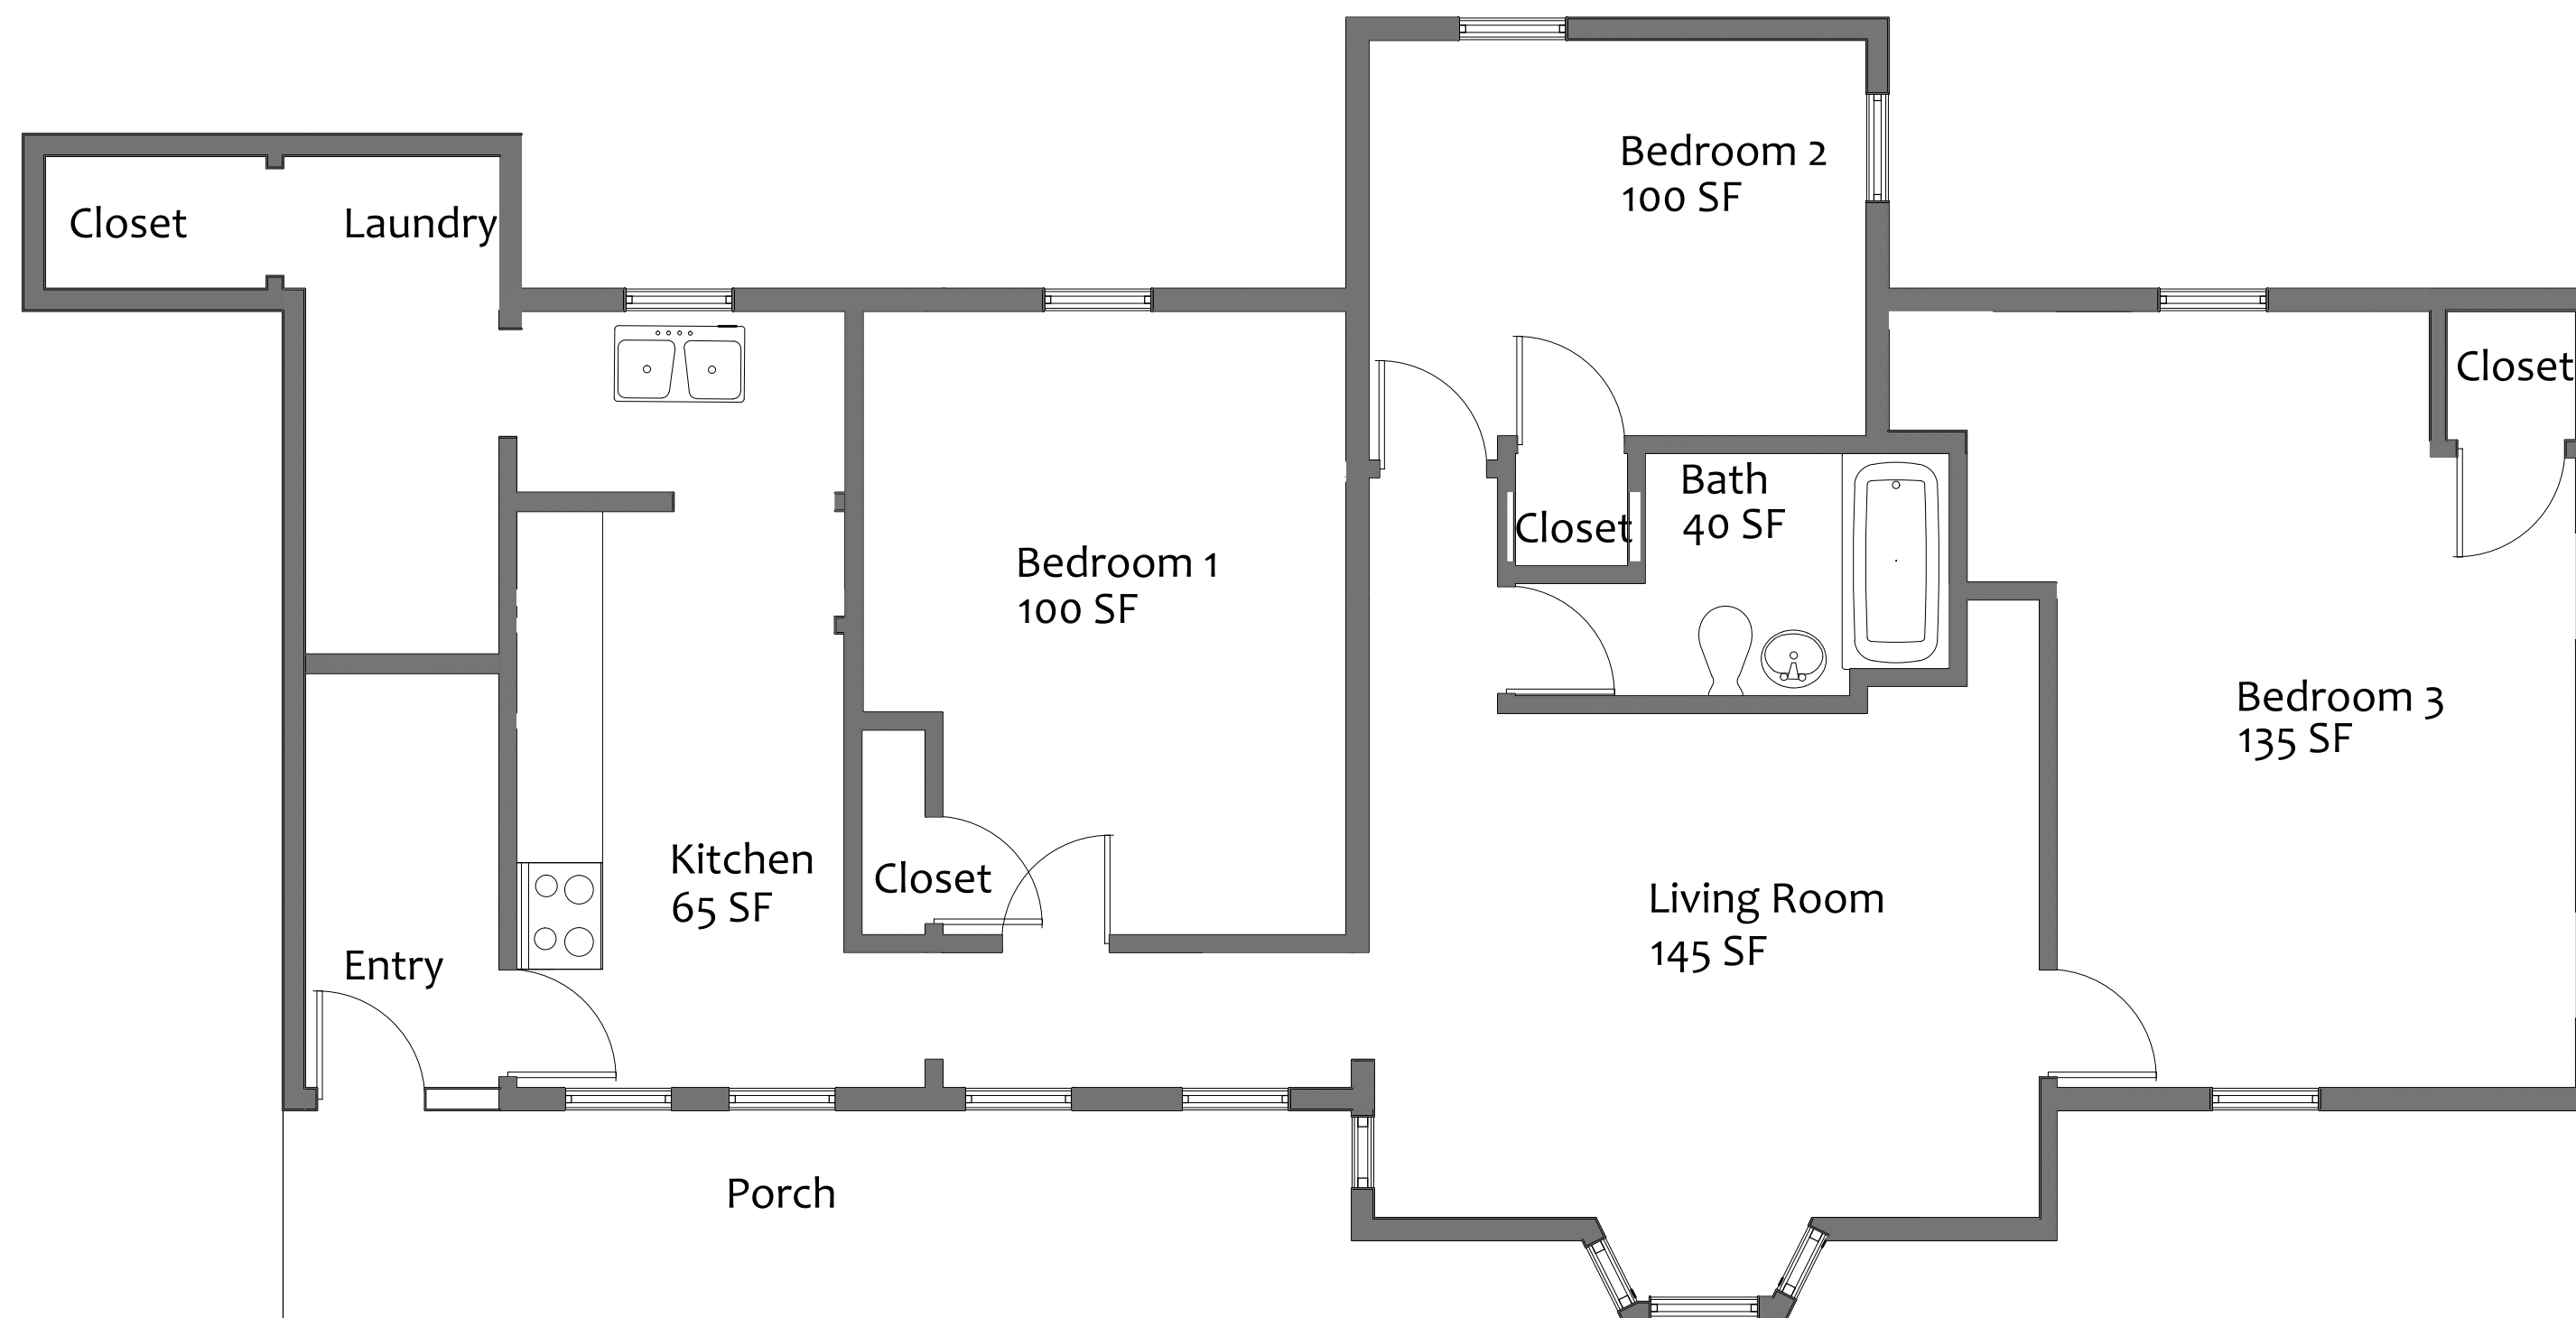 Bedroom 2
100 SF
Closet
Laundry
Closet
Bath
40 SF
Closet
Bedroom 1
100 SF
Bedroom 3
135 SF
Kitchen
65 SF
Closet
Living Room
145 SF
Entry
Porch